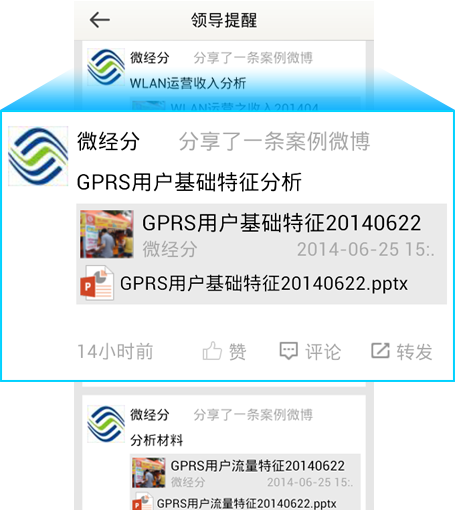 领导提醒
微经分 分享了一条案例微博
WLAN运营收入分析
WLAN运营之收入201404
微经分 分享了一条案例微博
GPRS用户基础特征分析
GPRS用户基础特征20140622
微经分 2014-06-25 15:.
GPRS用户基础特征20140622.pptx
14小时前 赞 评论 转发
微经分 分享了一条案例微博
分析材料
GPRS用户流量特征20140622
微经分 2014-06-25 15:.
GPRS用户流量特征20140622.pptx